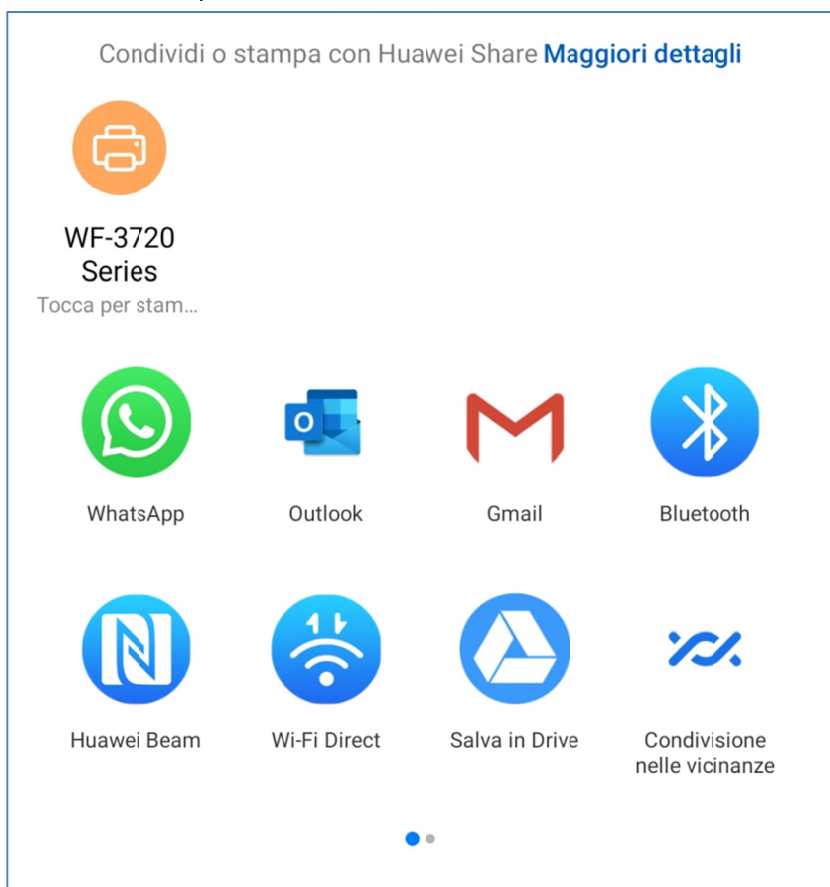 Condividi o stampa con Huawei Share Maggiori dettagli
WF-3720
Series
Tocca per stam...
WhatsApp
Outlook
Gmail
Bluetooth
Huawei Beam
Wi-Fi Direct
Salva in Drive
Condivisione
nelle vicinanze